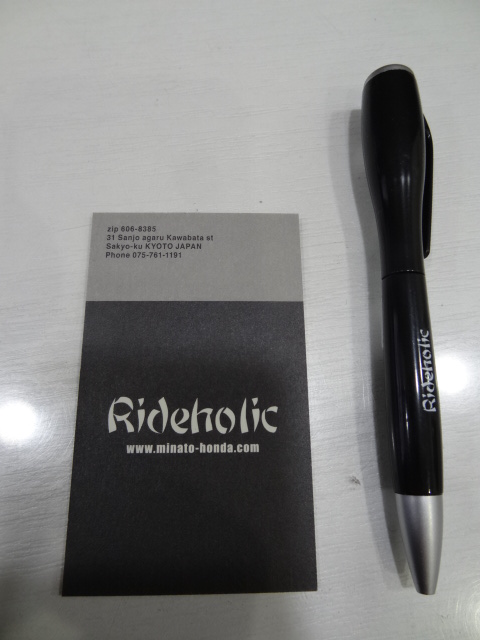 zip 606-8385
31 Sanjo agaru Kawabata st
Sakyo-ku KYOTO JAPAN
Phone 075-761-1191
Rideholic
www.minato-honda.com
Rideholic